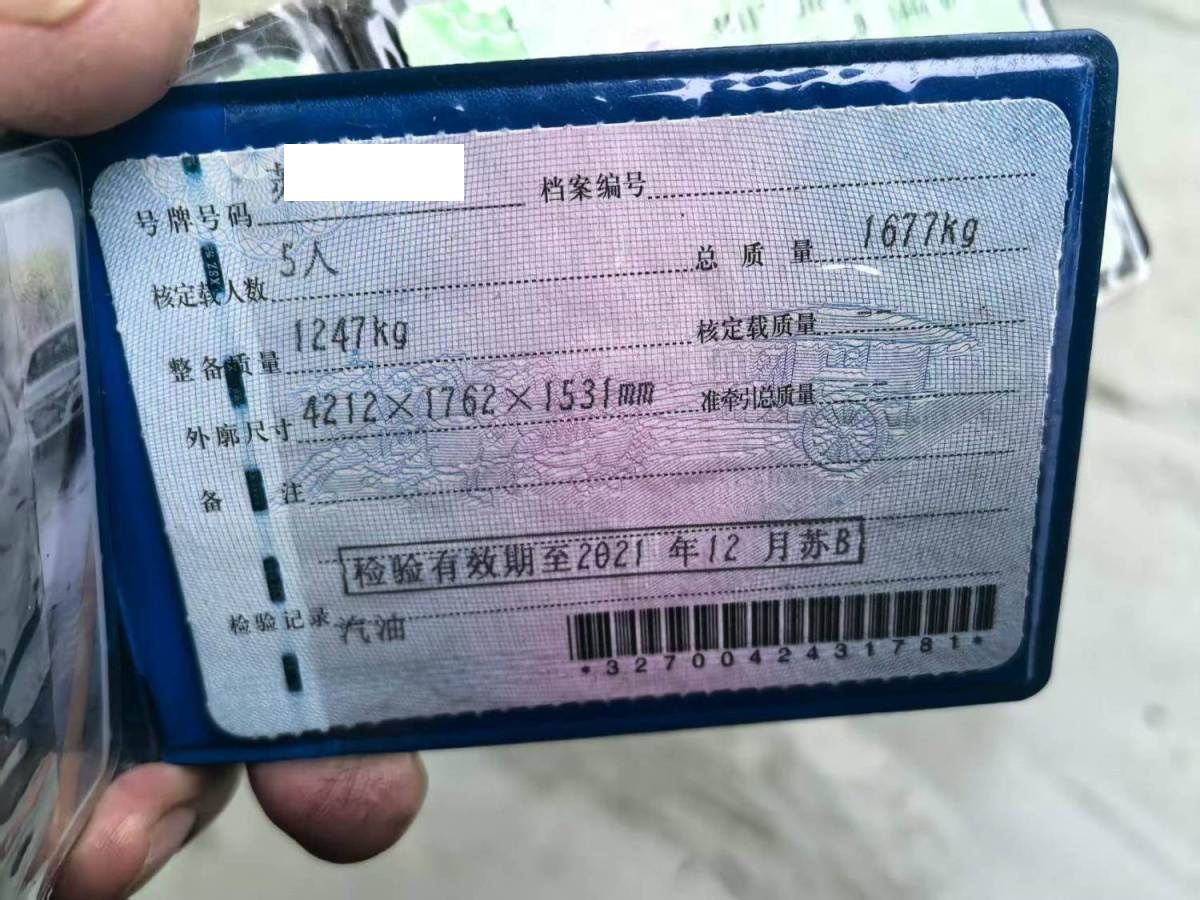 号牌号码 档案编号
核定载人数 5人 总质量 1677kg
整备质量 1247kg 核定载质量 --
外廓尺寸 4212×1762×1531mm 准牵引总质量 --
备注
检验有效期至2021年12月苏B
检验记录 汽油
*3270042431781*